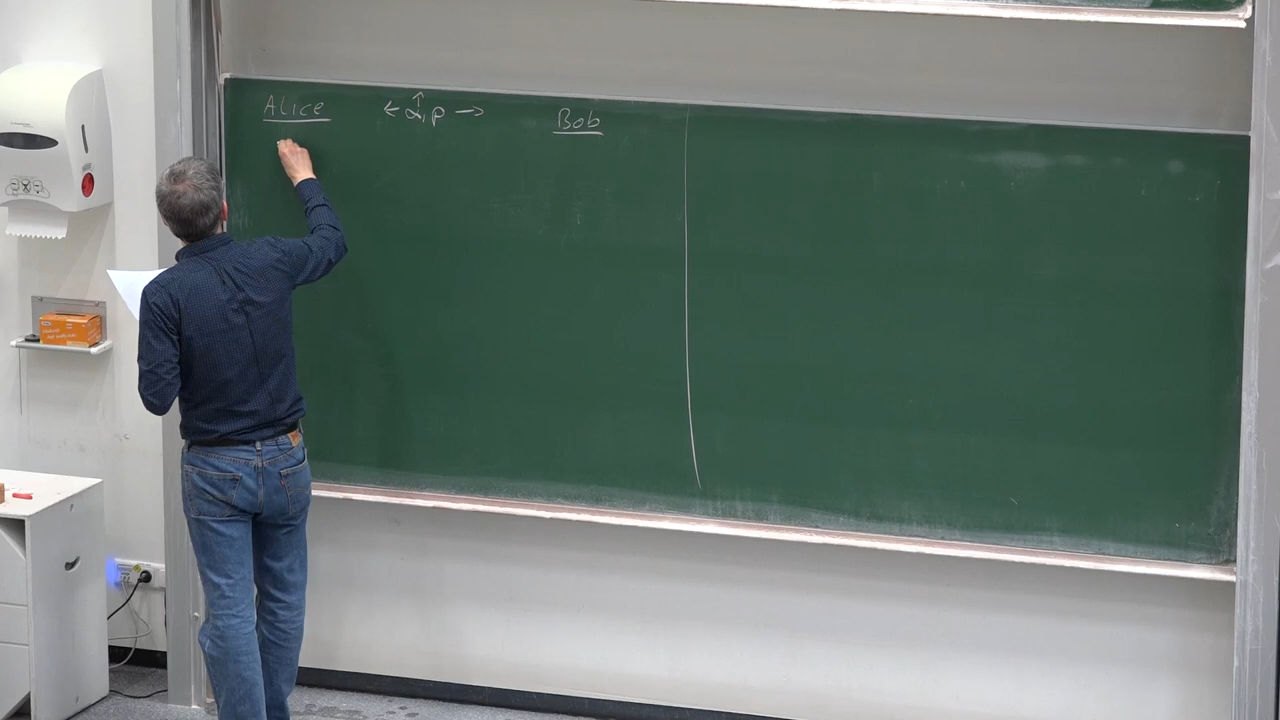 Alice ← α, p → Bob